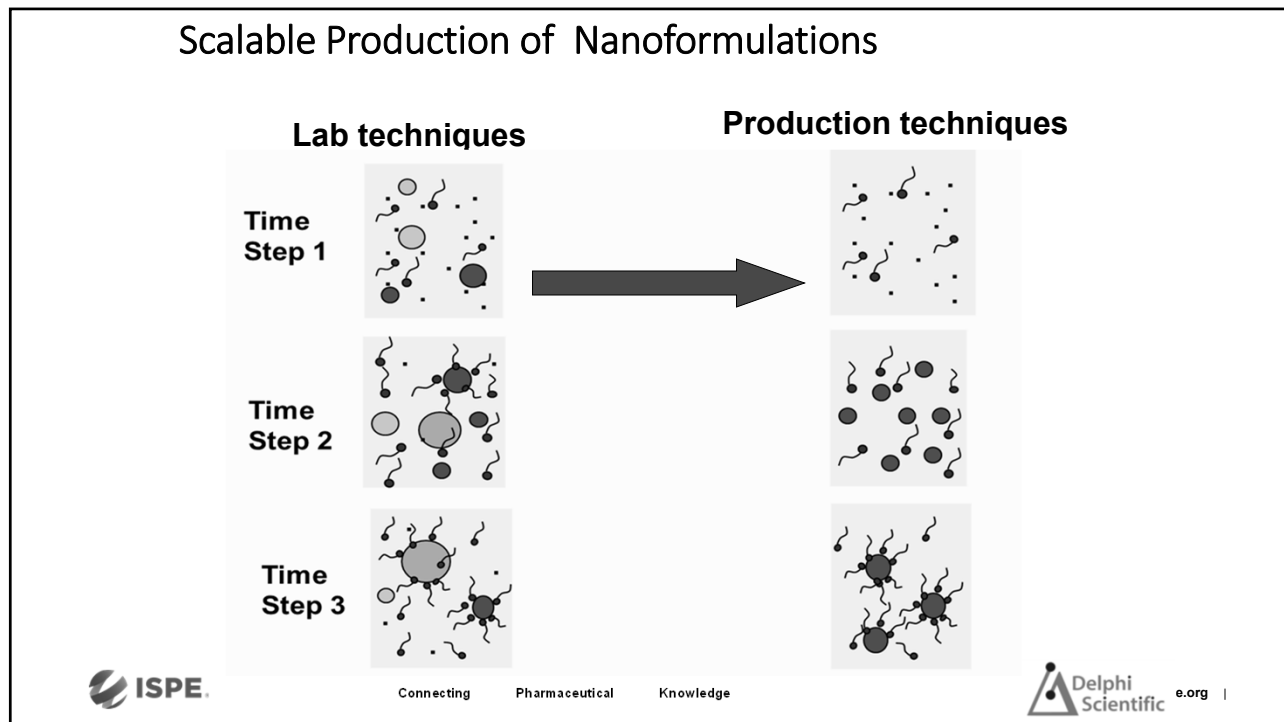 Scalable Production of  Nanoformulations
Lab techniques
Production techniques
Time
Step 1
Time
Step 2
Time
Step 3
ISPE.
Connecting Pharmaceutical Knowledge
Delphi
Scientific
e.org |